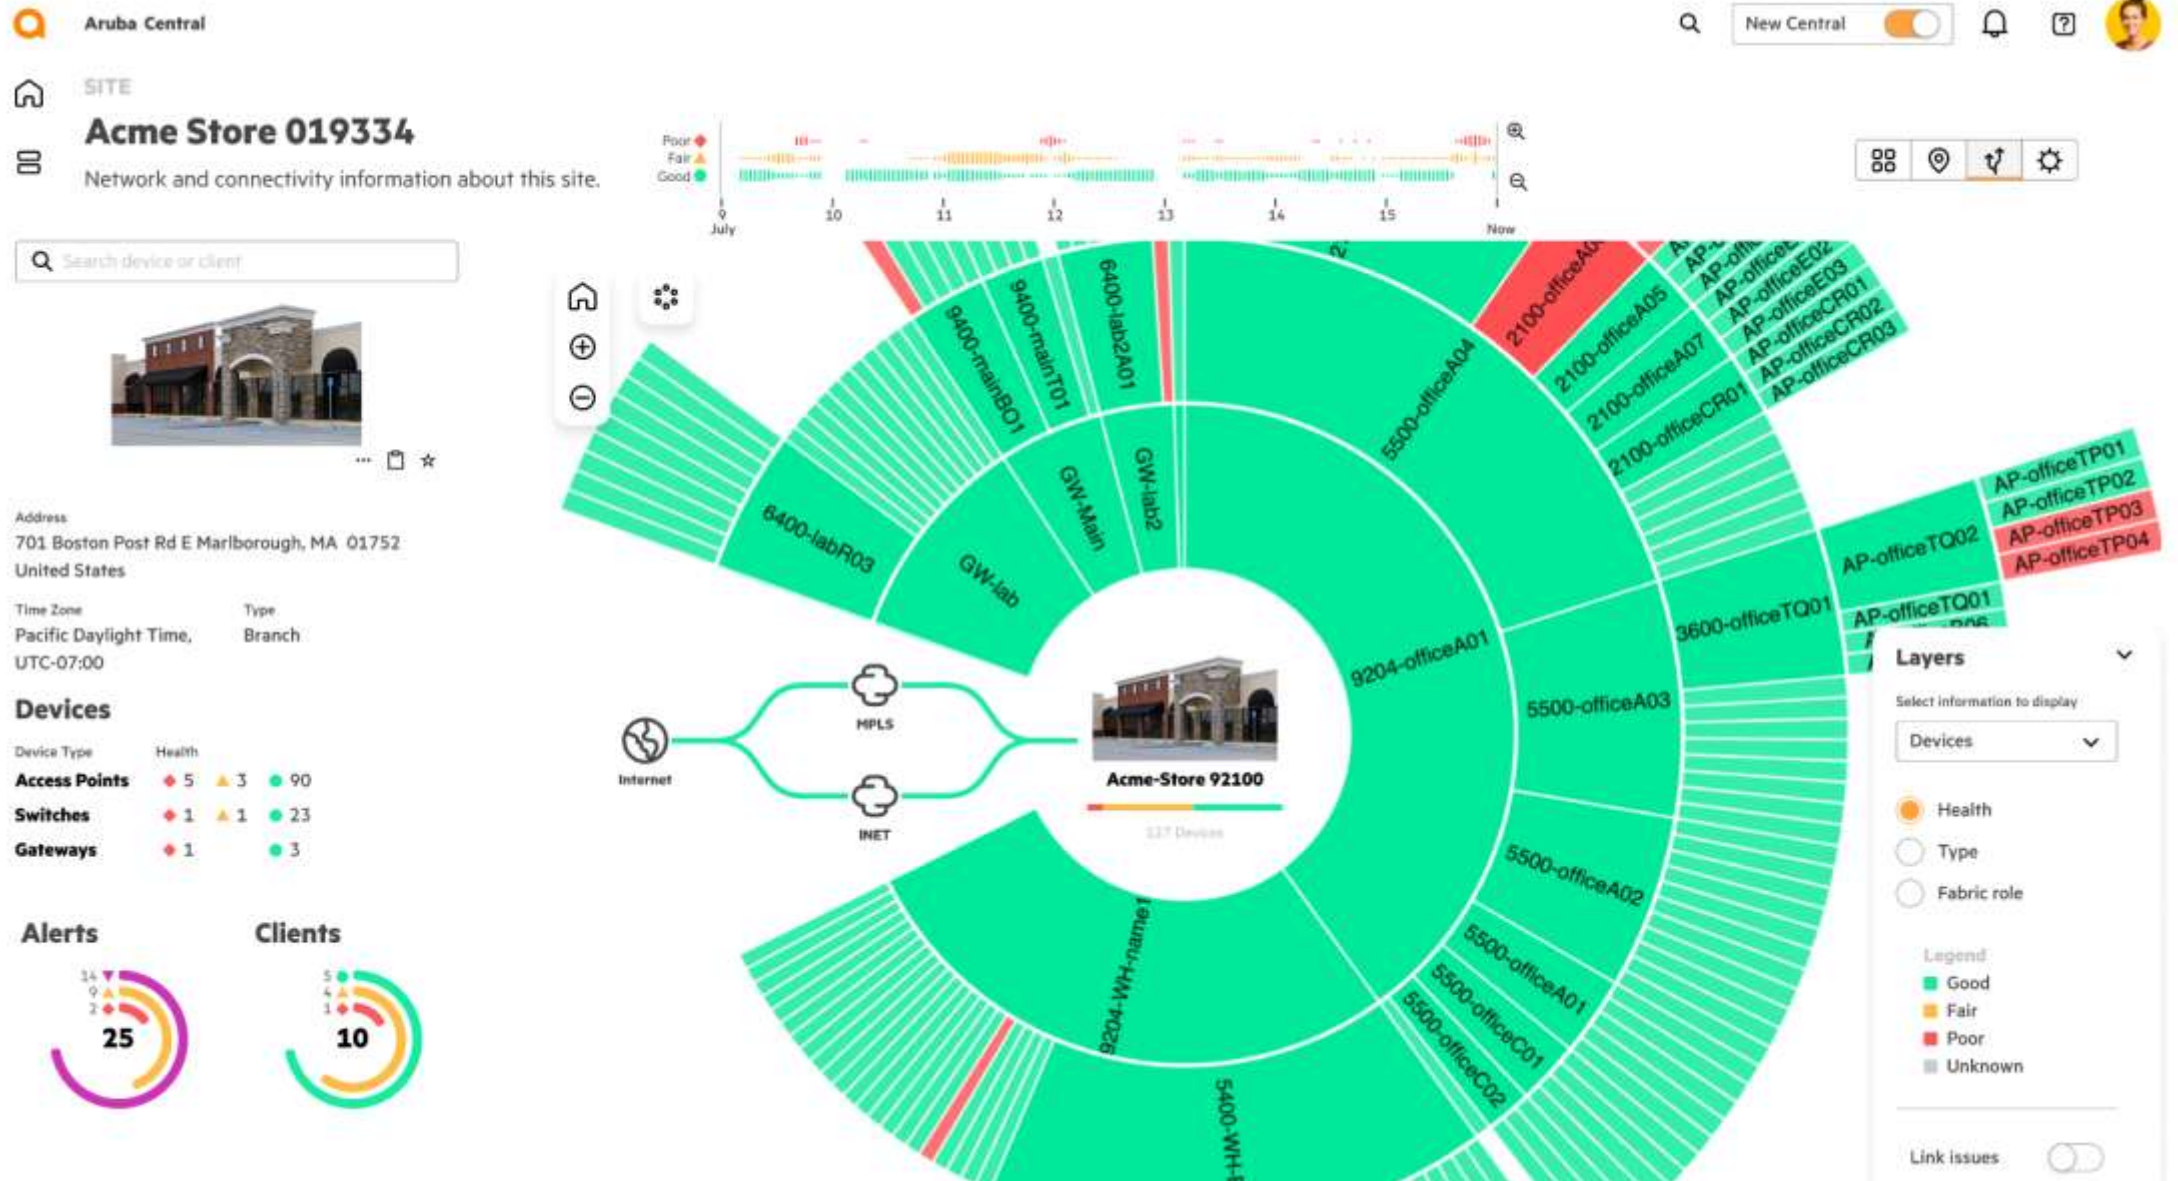 Aruba Central
New Central
SITE
Acme Store 019334
Network and connectivity information about this site.
Poor
Fair
Good
9 10 11 12 13 14 15
July Now
Search device or client
Address
701 Boston Post Rd E Marlborough, MA 01752
United States
Time Zone Type
Pacific Daylight Time, Branch
UTC-07:00
Devices
Device Type Health
Access Points 5 3 90
Switches 1 1 23
Gateways 1 3
Alerts Clients
14
9
2
25
5
4
1
10
Internet
MPLS
INET
Acme-Store 92100
127 Devices
GW-lab
GW-Main
GW-lab2
9204-officeA01
9204-WH-name1
6400-labR03
9400-mainBO1
9400-mainT01
6400-lab2A01
5500-officeA04
5500-officeA03
5500-officeA02
5500-officeA01
5500-officeC01
5500-officeC02
5400-WH-
2100-officeA0
2100-officeA05
2100-officeA07
2100-officeCR01
3600-officeTQ01
AP-officeE02
AP-officeE03
AP-officeCR01
AP-officeCR02
AP-officeCR03
AP-officeTQ02
AP-officeTQ01
AP-officeTP01
AP-officeTP02
AP-officeTP03
AP-officeTP04
Layers
Select information to display
Devices
Health
Type
Fabric role
Legend
Good
Fair
Poor
Unknown
Link issues